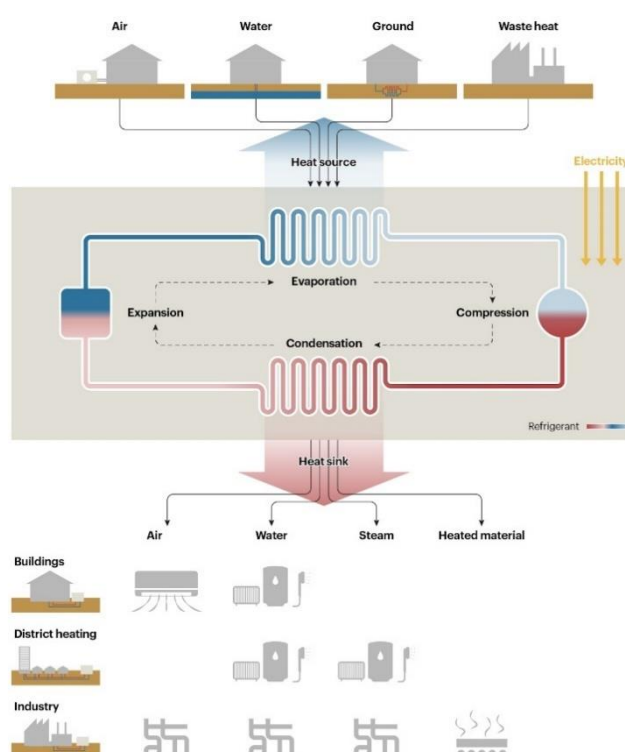 Air Water Ground Waste heat
Heat source
Electricity
Evaporation
Expansion Compression
Condensation
Refrigerant
Heat sink
Air Water Steam Heated material
Buildings
District heating
Industry